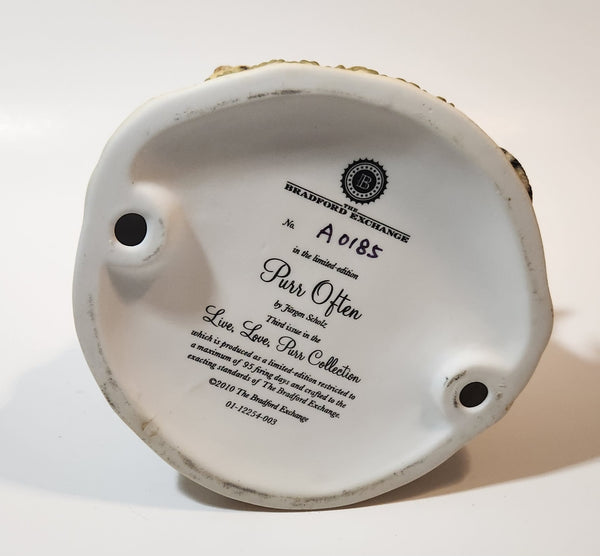 B
THE
BRADFORD EXCHANGE
No. A0185
in the limited-edition
Purr Often
by Jürgen Scholz
Third issue in the
Live, Love, Purr Collection
which is produced as a limited-edition restricted to
a maximum of 95 firing days and crafted to the
exacting standards of The Bradford Exchange.
©2010 The Bradford Exchange
01-12254-003